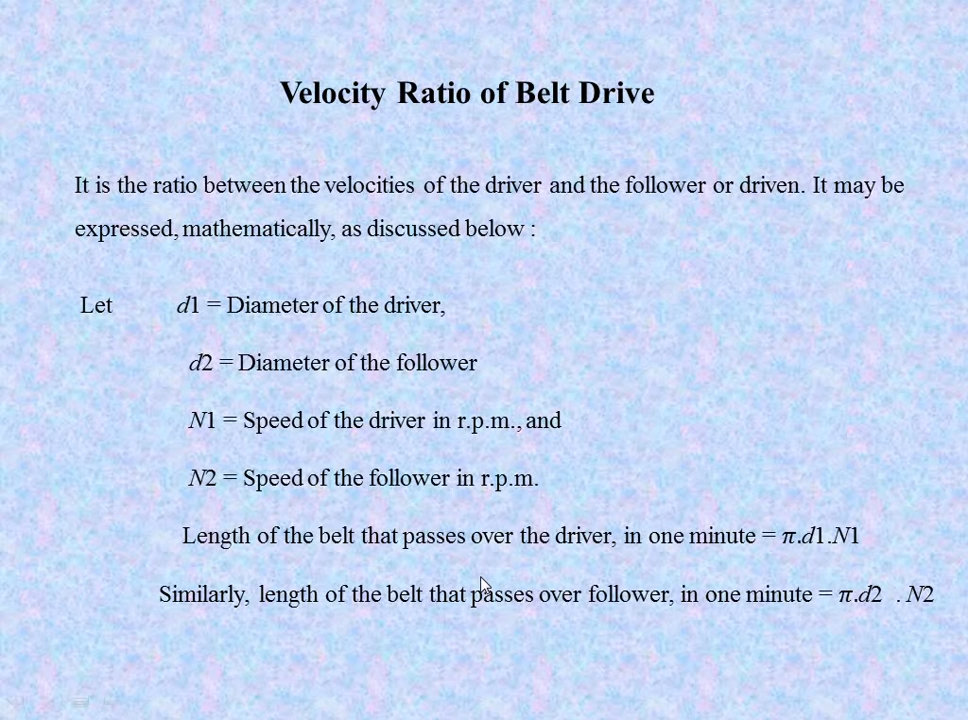 Velocity Ratio of Belt Drive
It is the ratio between the velocities of the driver and the follower or driven. It may be
expressed, mathematically, as discussed below :
Let d1 = Diameter of the driver,
d2 = Diameter of the follower
N1 = Speed of the driver in r.p.m., and
N2 = Speed of the follower in r.p.m.
Length of the belt that passes over the driver, in one minute = π.d1.N1
Similarly, length of the belt that passes over follower, in one minute = π.d2 . N2